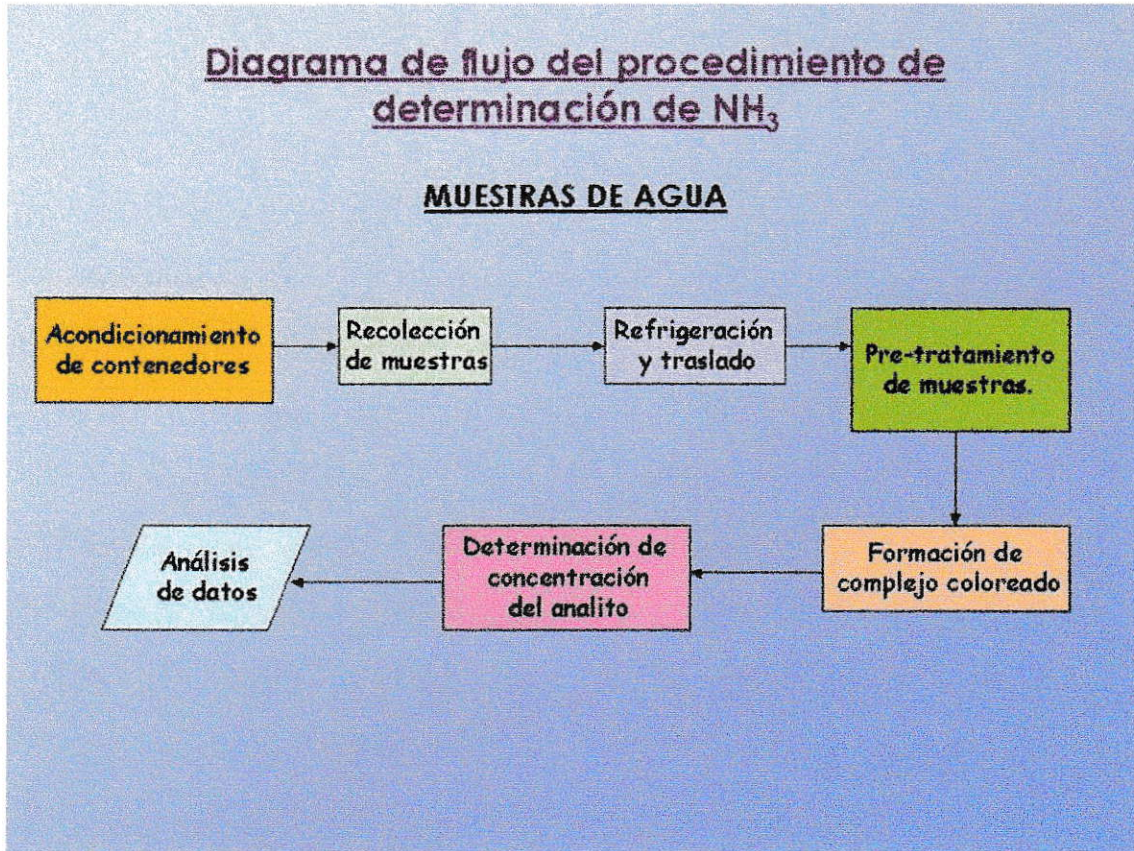 Diagrama de flujo del procedimiento de
determinación de NH₃
MUESTRAS DE AGUA
Acondicionamiento
de contenedores
Recolección
de muestras
Refrigeración
y traslado
Pre-tratamiento
de muestras.
Análisis
de datos
Determinación de
concentración
del analito
Formación de
complejo coloreado